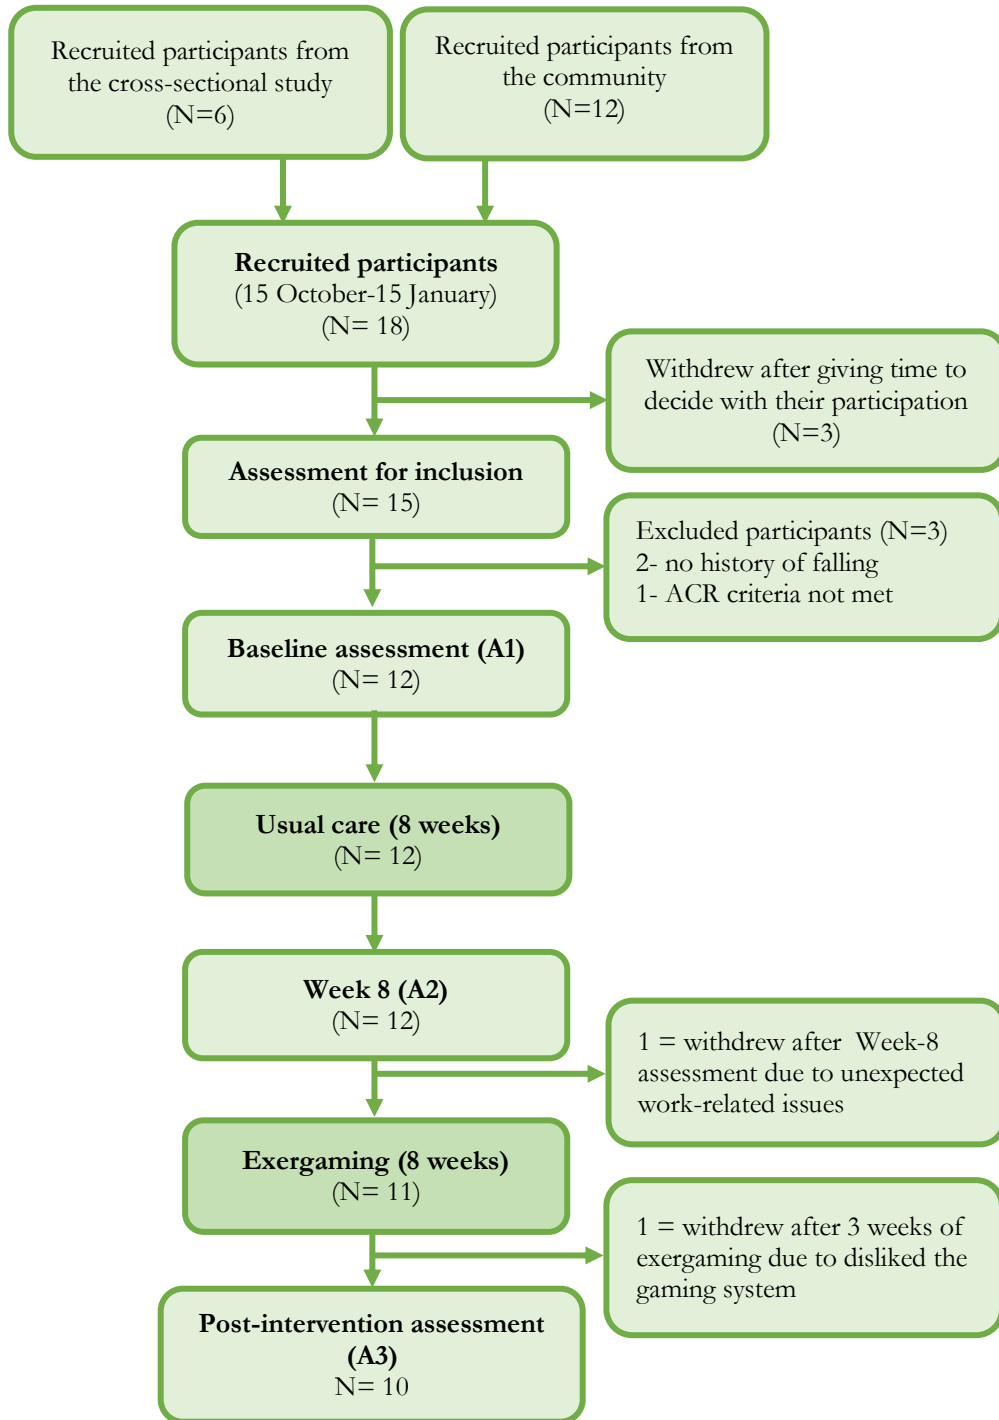 Recruited participants from
the cross-sectional study
(N=6)
Recruited participants from
the community
(N=12)
Recruited participants
(15 October-15 January)
(N= 18)
Withdrew after giving time to
decide with their participation
(N=3)
Assessment for inclusion
(N= 15)
Excluded participants (N=3)
2- no history of falling
1- ACR criteria not met
Baseline assessment (A1)
(N= 12)
Usual care (8 weeks)
(N= 12)
Week 8 (A2)
(N= 12)
1 = withdrew after Week-8
assessment due to unexpected
work-related issues
Exergaming (8 weeks)
(N= 11)
1 = withdrew after 3 weeks of
exergaming due to disliked the
gaming system
Post-intervention assessment
(A3)
N= 10